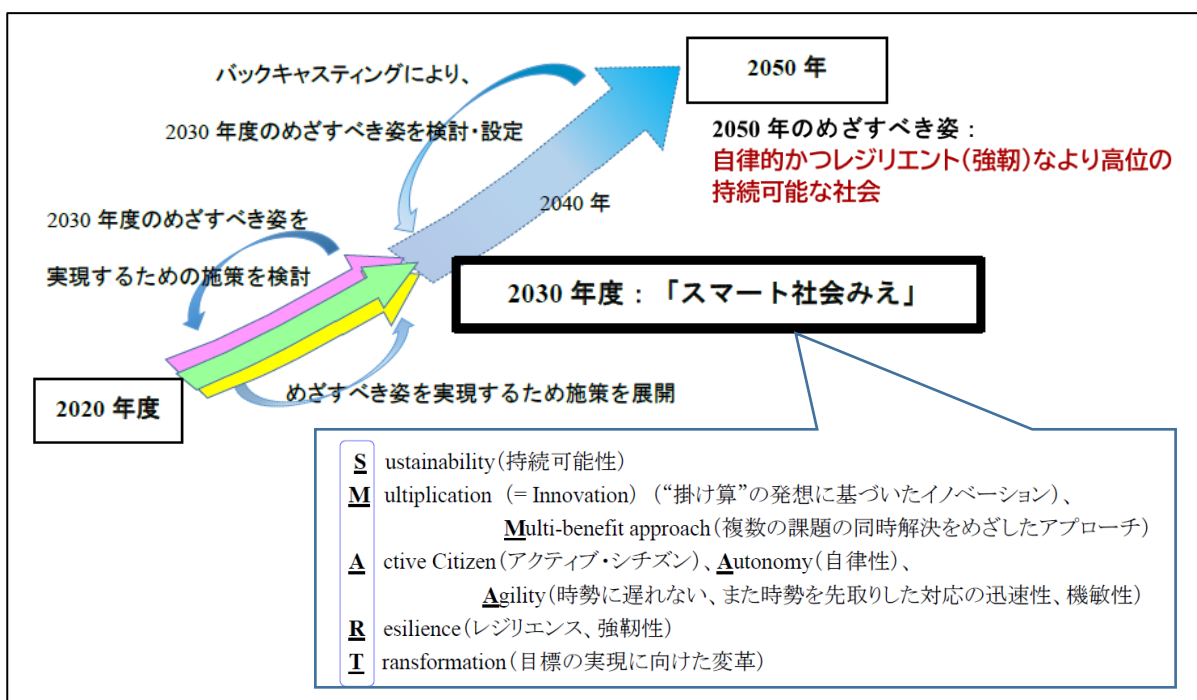 バックキャスティングにより、
2030 年度のめざすべき姿を検討・設定
2050 年
2050 年のめざすべき姿：
自律的かつレジリエント（強靭）なより高位の
持続可能な社会
2040 年
2030 年度のめざすべき姿を
実現するための施策を検討
2030 年度：「スマート社会みえ」
めざすべき姿を実現するため施策を展開
2020 年度
S ustainability（持続可能性）
M ultiplication （= Innovation）（“掛け算”の発想に基づいたイノベーション）、
Multi-benefit approach（複数の課題の同時解決をめざしたアプローチ）
A ctive Citizen（アクティブ・シチズン）、Autonomy（自律性）、
Agility（時勢に遅れない、また時勢を先取りした対応の迅速性、機敏性）
R esilience（レジリエンス、強靭性）
T ransformation（目標の実現に向けた変革）